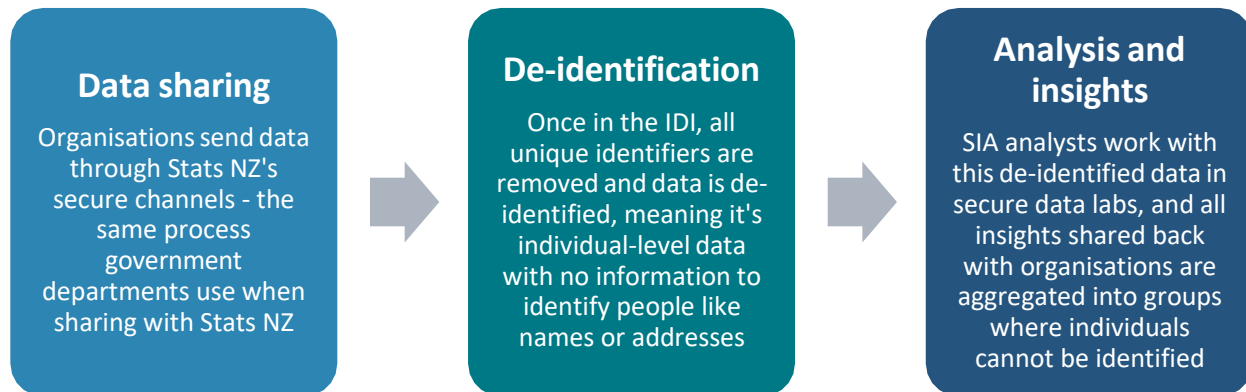 Data sharing
Organisations send data
through Stats NZ's
secure channels - the
same process
government
departments use when
sharing with Stats NZ
De-identification
Once in the IDI, all
unique identifiers are
removed and data is de-
identified, meaning it's
individual-level data
with no information to
identify people like
names or addresses
Analysis and
insights
SIA analysts work with
this de-identified data in
secure data labs, and all
insights shared back
with organisations are
aggregated into groups
where individuals
cannot be identified